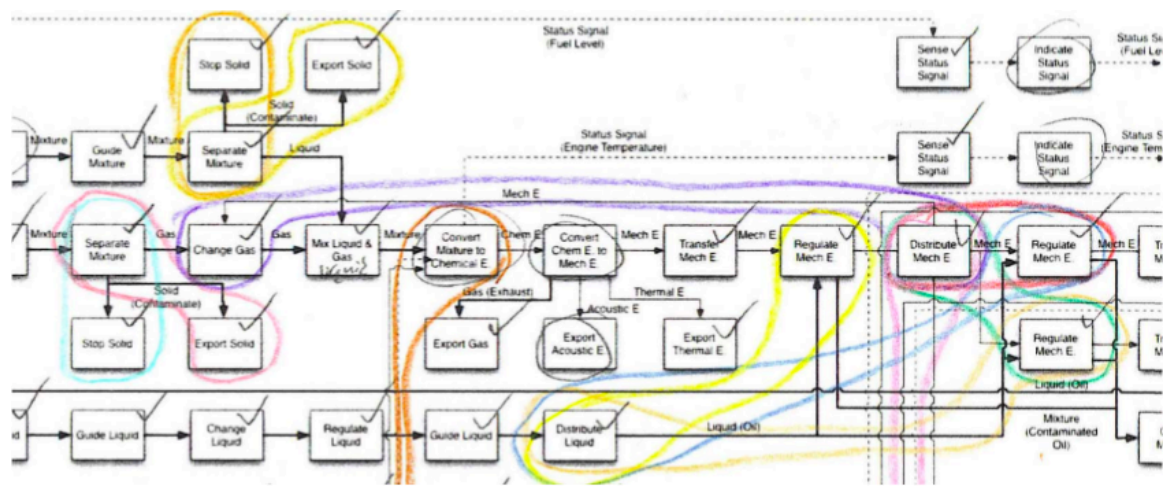 Status Signal
(Fuel Level)
Status Si
(Fuel Le
Stop Solid
Export Solid
Sense
Status
Signal
Indicate
Status
Signal
Solid
(Contaminate)
Mixture
Guide
Mixture
Mixture
Separate
Mixture
Liquid
Status Signal
(Engine Temperature)
Sense
Status
Signal
Indicate
Status
Signal
Status S
(Engine Tem
Mech E
Mixture
Separate
Mixture
Gas
Change Gas
Gas
Mix Liquid &
Gas
Mixture
Convert
Mixture to
Chemical E.
Chem E
Convert
Chem E. to
Mech E.
Mech E
Transfer
Mech E.
Mech E
Regulate
Mech E.
Distribute
Mech E.
Mech E
Regulate
Mech E.
Mech E
Solid
(Contaminate)
Gas (Exhaust)
Acoustic E
Thermal E
Stop Solid
Export Solid
Export Gas
Export
Acoustic E.
Export
Thermal E.
Regulate
Mech E.
Liquid (Oil)
Guide Liquid
Change
Liquid
Regulate
Liquid
Guide Liquid
Distribute
Liquid
Liquid (Oil)
Mixture
(Contaminated
Oil)